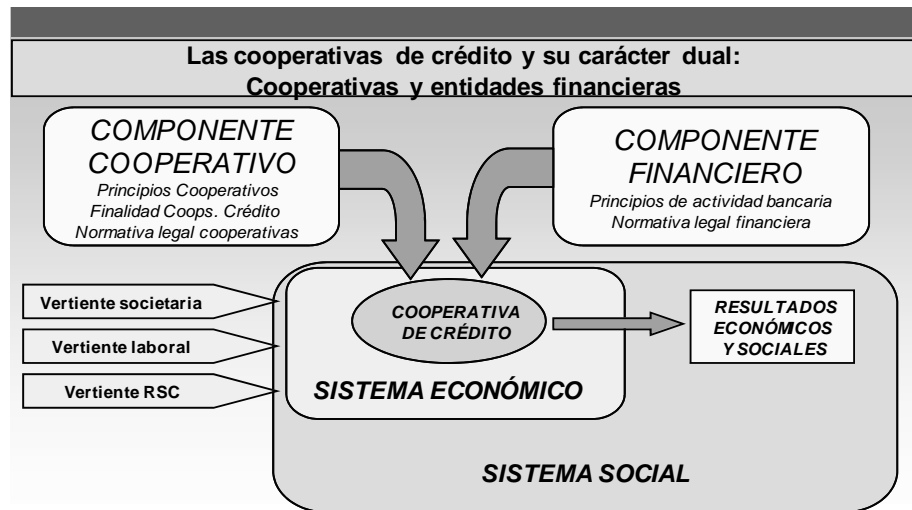 Las cooperativas de crédito y su carácter dual:
Cooperativas y entidades financieras
COMPONENTE
COOPERATIVO
Principios Cooperativos
Finalidad Coops. Crédito
Normativa legal cooperativas
COMPONENTE
FINANCIERO
Principios de actividad bancaria
Normativa legal financiera
Vertiente societaria
Vertiente laboral
Vertiente RSC
COOPERATIVA
DE CRÉDITO
RESULTADOS
ECONÓMICOS
Y SOCIALES
SISTEMA ECONÓMICO
SISTEMA SOCIAL